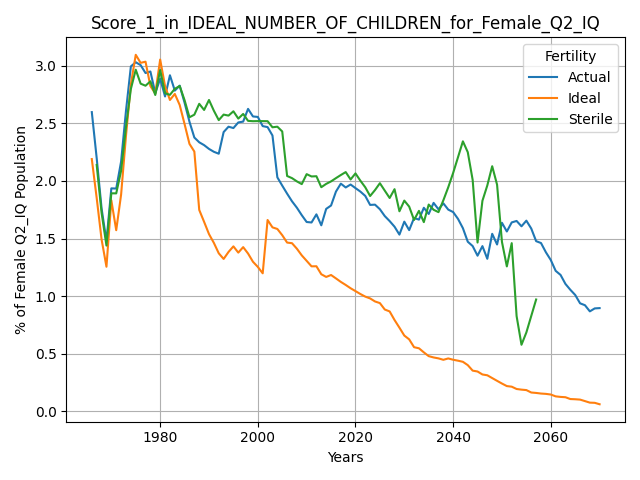 Score_1_in_IDEAL_NUMBER_OF_CHILDREN_for_Female_Q2_IQ
Fertility
Actual
Ideal
Sterile
% of Female Q2_IQ Population
3.0
2.5
2.0
1.5
1.0
0.5
0.0
1980
2000
2020
2040
2060
Years